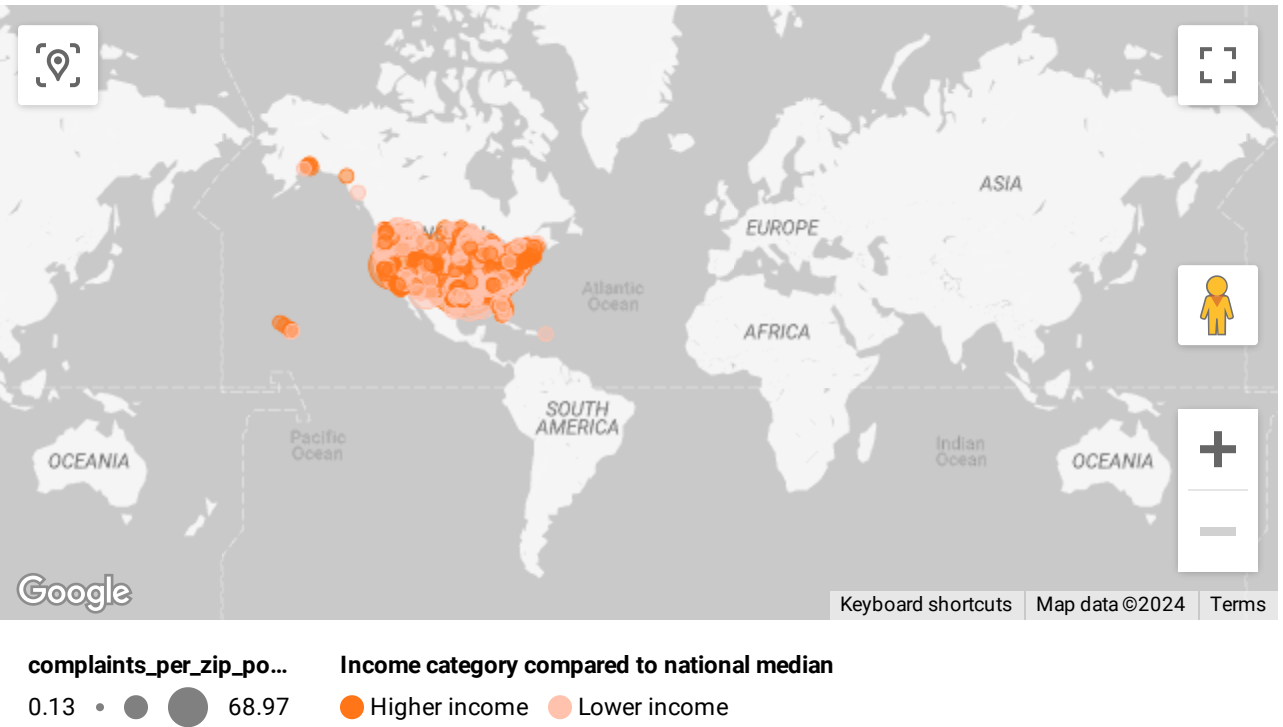 ASIA
EUROPE
Atlantic
Ocean
AFRICA
SOUTH
AMERICA
Pacific
Ocean
Indian
Ocean
OCEANIA
OCEANIA
Google
Keyboard shortcuts
Map data ©2024
Terms
complaints_per_zip_po...
Income category compared to national median
0.13
68.97
Higher income
Lower income